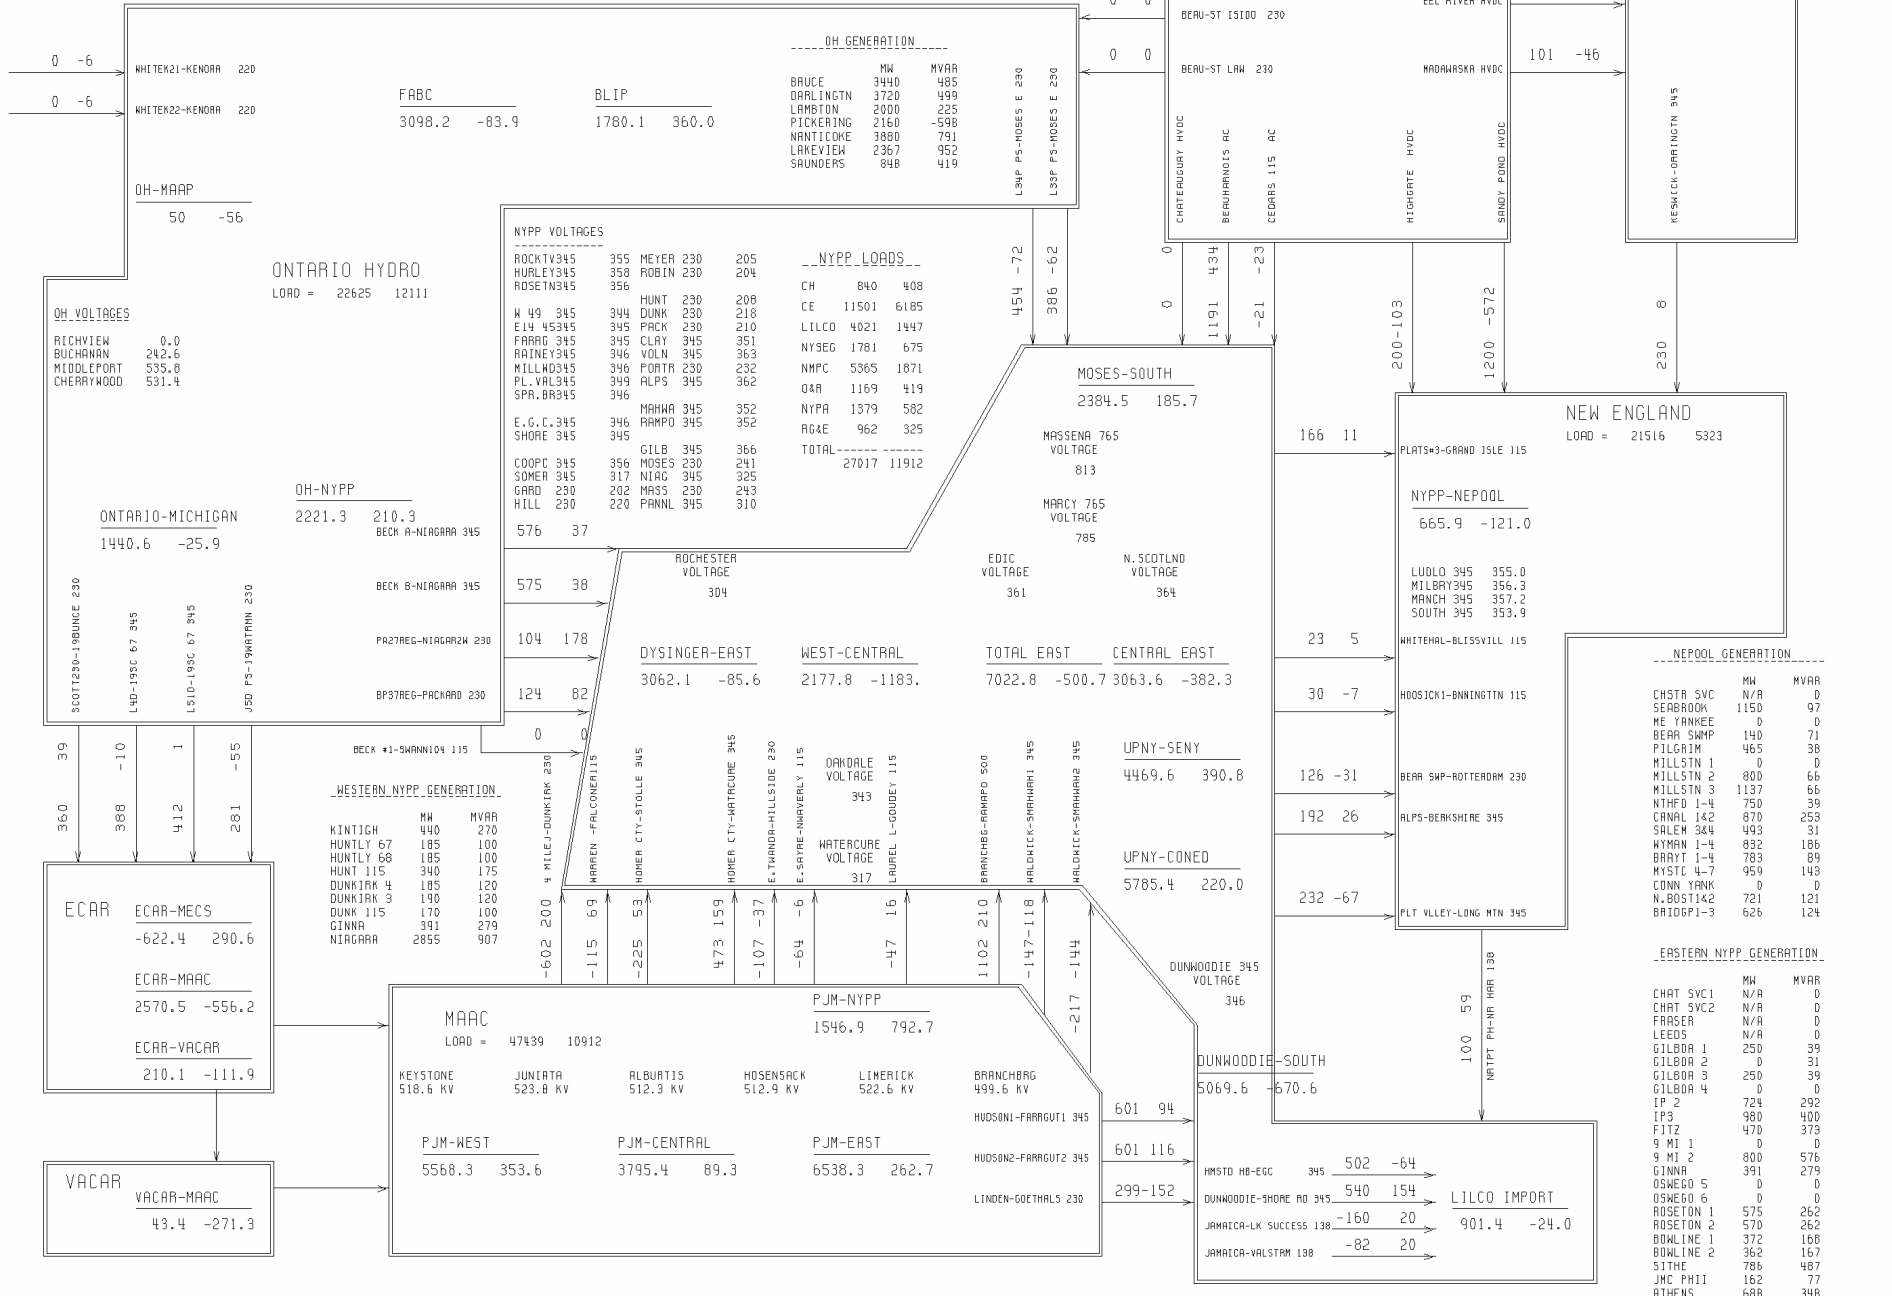 0 -6
WHITEK21-KENORA 220
0 -6
WHITEK22-KENORA 220
FABC
3098.2 -83.9
BLIP
1780.1 360.0
OH GENERATION
MW MVAR
BRUCE 3440 485
DARLINGTN 3720 499
LAMBTON 2000 225
PICKERING 2160 -598
NANTICOKE 3880 791
LAKEVIEW 2367 952
SAUNDERS 848 419
L34P PS-MOSES E 230
L33P PS-MOSES E 230
454 -72
386 -62
OH-MAAP
50 -56
ONTARIO HYDRO
LOAD = 22625 12111
OH VOLTAGES
RICHVIEW 0.0
BUCHANAN 242.6
MIDDLEPORT 535.8
CHERRYWOOD 531.4
OH-NYPP
2221.3 210.3
ONTARIO-MICHIGAN
1440.6 -25.9
SCOTT230-19BUNCE 230
L4D-19SC 67 345
L51D-19SC 67 345
J5D PS-19WATRMN 230
360 39
388 -10
412 1
281 -55
BECK A-NIAGARA 345 576 37
BECK B-NIAGARA 345 575 38
PA27REG-NIAGAR2W 230 104 178
BP37REG-PACKARD 230 124 82
0 0
BECK #1-SWANN104 115
0 0
BEAU-ST ISIDO 230
0 0
BEAU-ST LAW 230
EEL RIVER HVDC
MADAWASKA HVDC
101 -46
CHATEAUGUAY HVDC
BEAUHARNOIS AC
CEDARS 115 AC
HIGHGATE HVDC
SANDY POND HVDC
KESWICK-ORRINGTN 345
0 0
1191 434
-21 -23
200-103
1200 -572
230 8
NYPP VOLTAGES
ROCKTV345 355 MEYER 230 205
HURLEY345 358 ROBIN 230 204
ROSETN345 356
HUNT 230 208
W 49 345 344 DUNK 230 218
E14 45345 345 PACK 230 210
FARRG 345 345 CLAY 345 351
RAINEY345 346 VOLN 345 363
MILLWD345 346 PORTR 230 232
PL.VAL345 349 ALPS 345 362
SPR.BR345 346
MAHWA 345 352
E.G.C.345 346 RAMPO 345 352
SHORE 345 345
GILB 345 366
COOPC 345 356 MOSES 230 241
SOMER 345 317 NIAG 345 325
GARD 230 202 MASS 230 243
HILL 230 220 PANNL 345 310
NYPP LOADS
CH 840 408
CE 11501 6185
LILCO 4021 1447
NYSEG 1781 675
NMPC 5365 1871
O&R 1169 419
NYPA 1379 582
RG&E 962 325
TOTAL
27017 11912
MOSES-SOUTH
2384.5 185.7
MASSENA 765
VOLTAGE
813
MARCY 765
VOLTAGE
785
ROCHESTER
VOLTAGE
304
EDIC
VOLTAGE
361
N.SCOTLND
VOLTAGE
364
DYSINGER-EAST
3062.1 -85.6
WEST-CENTRAL
2177.8 -1183.
TOTAL EAST
7022.8 -500.7
CENTRAL EAST
3063.6 -382.3
UPNY-SENY
4469.6 390.8
UPNY-CONED
5785.4 220.0
OAKDALE
VOLTAGE
343
WATERCURE
VOLTAGE
317
4 MILEJ-DUNKIRK 230
WARREN -FALCONER115
HOMER CTY-STOLLE 345
HOMER CTY-WATRCURE 345
E.TWANDA-HILLSIDE 230
E.SAYRE-NWAVERLY 115
LAUREL L-GOUDEY 115
BRANCHBG-RAMAPO 500
WALDWICK-SMAHWAH1 345
WALDWICK-SMAHWAH2 345
-602 200
-115 69
-225 53
473 159
-107 -37
-64 -6
-47 16
1102 210
-147-118
-217 -144
DUNWOODIE 345
VOLTAGE
346
DUNWOODIE-SOUTH
5069.6 -670.6
NEW ENGLAND
LOAD = 21516 5323
166 11
PLATS#3-GRAND ISLE 115
NYPP-NEPOOL
665.9 -121.0
LUDLO 345 355.0
MILBRY345 356.3
MANCH 345 357.2
SOUTH 345 353.9
23 5
WHITEHAL-BLISSVILL 115
30 -7
HOOSICK1-BNNINGTTN 115
126 -31
BEAR SWP-ROTTERDAM 230
192 26
ALPS-BERKSHIRE 345
232 -67
PLT VLLEY-LONG MTN 345
100 59
NRTPT PH-NR HAR 138
WESTERN NYPP GENERATION
MW MVAR
KINTIGH 440 270
HUNTLY 67 185 100
HUNTLY 68 185 100
HUNT 115 340 175
DUNKIRK 4 185 120
DUNKIRK 3 190 120
DUNK 115 170 100
GINNA 391 279
NIAGARA 2855 907
ECAR
ECAR-MECS
-622.4 290.6
ECAR-MAAC
2570.5 -556.2
ECAR-VACAR
210.1 -111.9
VACAR
VACAR-MAAC
43.4 -271.3
MAAC
LOAD = 47439 10912
PJM-NYPP
1546.9 792.7
KEYSTONE JUNIATA ALBURTIS HOSENSACK LIMERICK BRANCHBRG
518.6 KV 523.8 KV 512.3 KV 512.9 KV 522.6 KV 499.6 KV
PJM-WEST
5568.3 353.6
PJM-CENTRAL
3795.4 89.3
PJM-EAST
6538.3 262.7
HUDSON1-FARRGUT1 345 601 94
HUDSON2-FARRGUT2 345 601 116
LINDEN-GOETHALS 230 299-152
HMSTD HB-EGC 345 502 -64
DUNWOODIE-SHORE RD 345 540 154
JAMAICA-LK SUCCESS 138 -160 20
JAMAICA-VALSTRM 138 -82 20
LILCO IMPORT
901.4 -24.0
NEPOOL GENERATION
MW MVAR
CHSTR SVC N/A 0
SEABROOK 1150 97
ME YANKEE 0 0
BEAR SWMP 140 71
PILGRIM 465 38
MILLSTN 1 0 0
MILLSTN 2 800 66
MILLSTN 3 1137 66
NTHFD 1-4 750 39
CANAL 1&2 870 253
SALEM 3&4 493 31
WYMAN 1-4 832 186
BRAYT 1-4 783 89
MYSTC 4-7 959 143
CONN YANK 0 0
N.BOST1&2 721 121
BRIDGP1-3 626 124
EASTERN NYPP GENERATION
MW MVAR
CHAT SVC1 N/A 0
CHAT SVC2 N/A 0
FRASER N/A 0
LEEDS N/A 0
GILBOA 1 250 39
GILBOA 2 0 31
GILBOA 3 250 39
GILBOA 4 0 0
IP 2 724 292
IP3 980 400
FITZ 470 373
9 MI 1 0 0
9 MI 2 800 576
GINNA 391 279
OSWEGO 5 0 0
OSWEGO 6 0 0
ROSETON 1 575 262
ROSETON 2 570 262
BOWLINE 1 372 168
BOWLINE 2 362 167
SITHE 786 487
JMC PHII 162 77
ATHENS 688 348